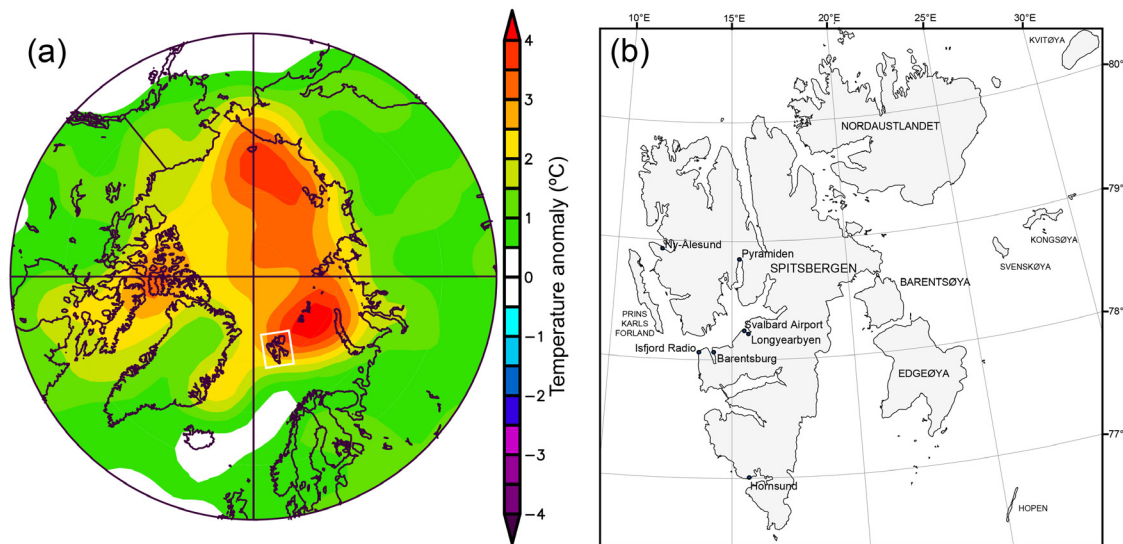 (a)
4
3
2
1
0
−1
−2
−3
−4
Temperature anomaly (ºC)
(b)
10°E
15°E
20°E
25°E
30°E
80°
79°
78°
77°
KVITØYA
NORDAUSTLANDET
KONGSØYA
SVENSKØYA
Ny-Ålesund
Pyramiden
SPITSBERGEN
BARENTSØYA
PRINS
KARLS
FORLAND
Svalbard Airport
Longyearbyen
Isfjord Radio
Barentsburg
EDGEØYA
Hornsund
HOPEN